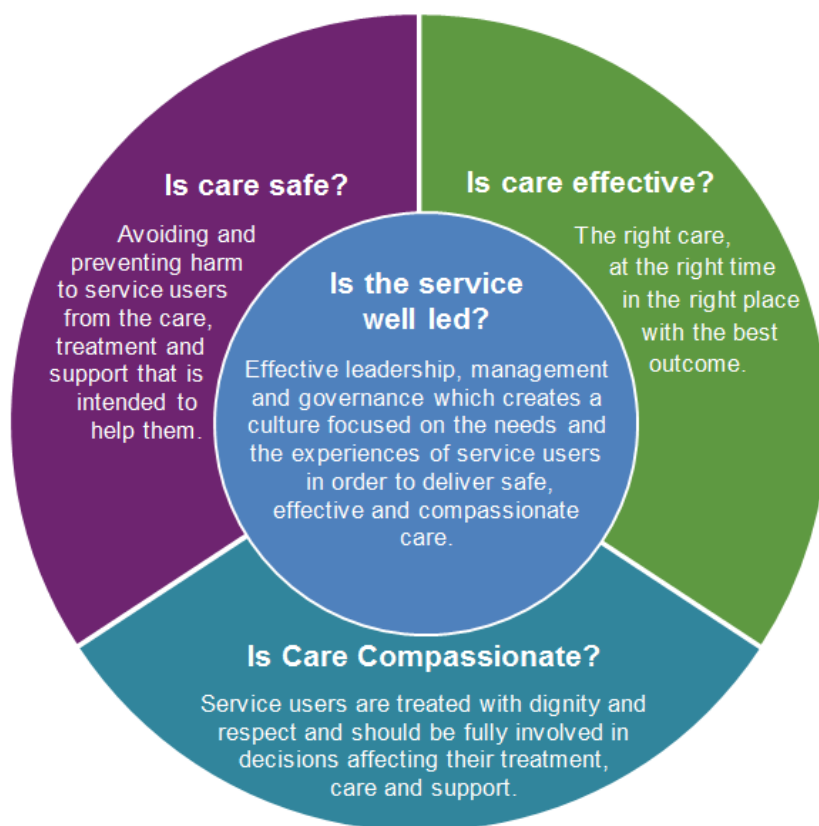 Is care safe?
Avoiding and
preventing harm
to service users
from the care,
treatment and
support that is
intended to
help them.
Is care effective?
The right care,
at the right time
in the right place
with the best
outcome.
Is the service
well led?
Effective leadership, management
and governance which creates a
culture focused on the needs and
the experiences of service users
in order to deliver safe,
effective and compassionate
care.
Is Care Compassionate?
Service users are treated with dignity and
respect and should be fully involved in
decisions affecting their treatment,
care and support.